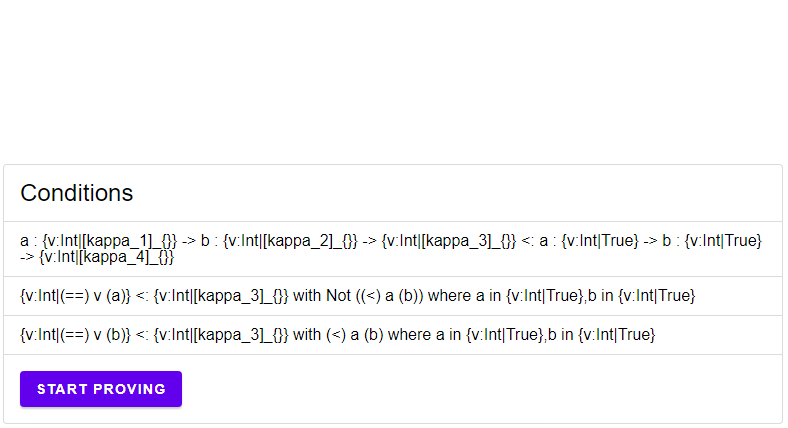 Conditions
a : {v:Int|[kappa_1]_{}} -> b : {v:Int|[kappa_2]_{}} -> {v:Int|[kappa_3]_{}} <: a : {v:Int|True} -> b : {v:Int|True}
-> {v:Int|[kappa_4]_{}}
{v:Int|(==) v (a)} <: {v:Int|[kappa_3]_{}} with Not ((<) a (b)) where a in {v:Int|True},b in {v:Int|True}
{v:Int|(==) v (b)} <: {v:Int|[kappa_3]_{}} with (<) a (b) where a in {v:Int|True},b in {v:Int|True}
START PROVING